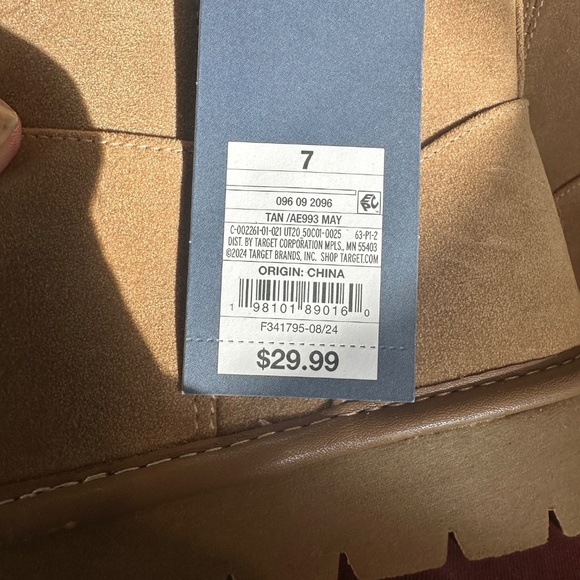 7
096 09 2096
TAN /AE993 MAY
C-002261-01-021 UT20 50C01-0025 63-P1-2
DIST. BY TARGET CORPORATION MPLS., MN 55403
©2024 TARGET BRANDS, INC. SHOP TARGET.COM
ORIGIN: CHINA
1 98101 89016 0
F341795-08/24
$29.99